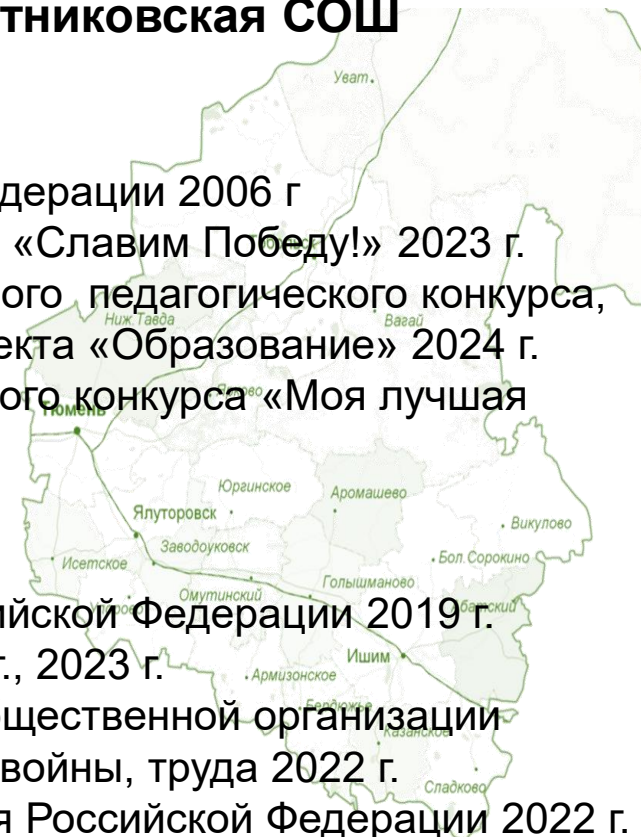 тниковская СОШ
Уват
дерации 2006 г
«Славим Победу!» 2023 г.
ого педагогического конкурса,
Ниж.Тавда
Вагай
екта «Образование» 2024 г.
ого конкурса «Моя лучшая
Тюмень
Юргинское
Аромашево
Ялуторовск
Викулово
Заводоуковск
Бол.Сорокино
Исетское
Голышманово
Омутинский
Абатский
ийской Федерации 2019 г.
г., 2023 г.
Ишим
Армизонское
бщественной организации
Бердюжье
Казанское
войны, труда 2022 г.
Сладково
я Российской Федерации 2022 г.